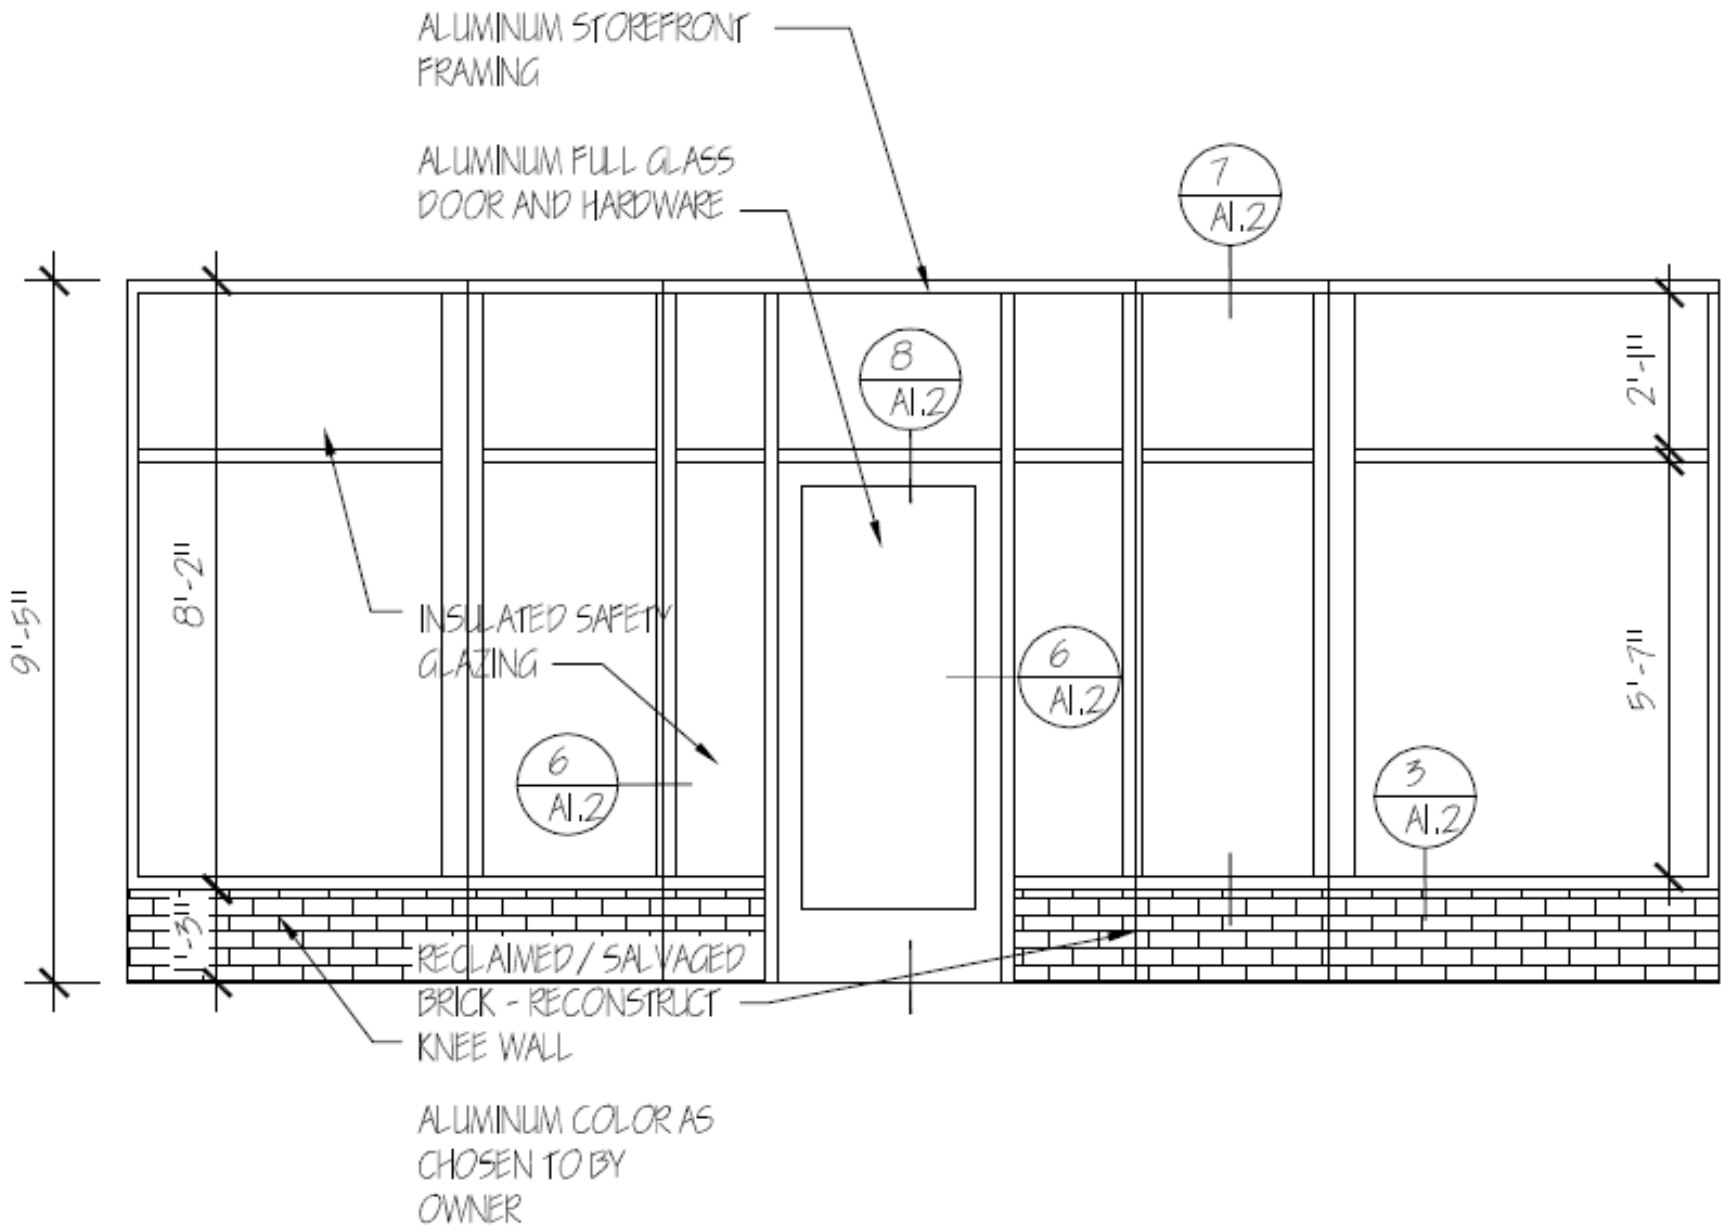 ALUMINUM STOREFRONT
FRAMING
ALUMINUM FULL GLASS
DOOR AND HARDWARE
7
A1.2
8
A1.2
2'-1"
9'-5"
8'-2"
INSULATED SAFETY
GLAZING
6
A1.2
5'-7"
6
A1.2
3
A1.2
-3"
RECLAIMED / SALVAGED
BRICK - RECONSTRUCT
KNEE WALL
ALUMINUM COLOR AS
CHOSEN TO BY
OWNER